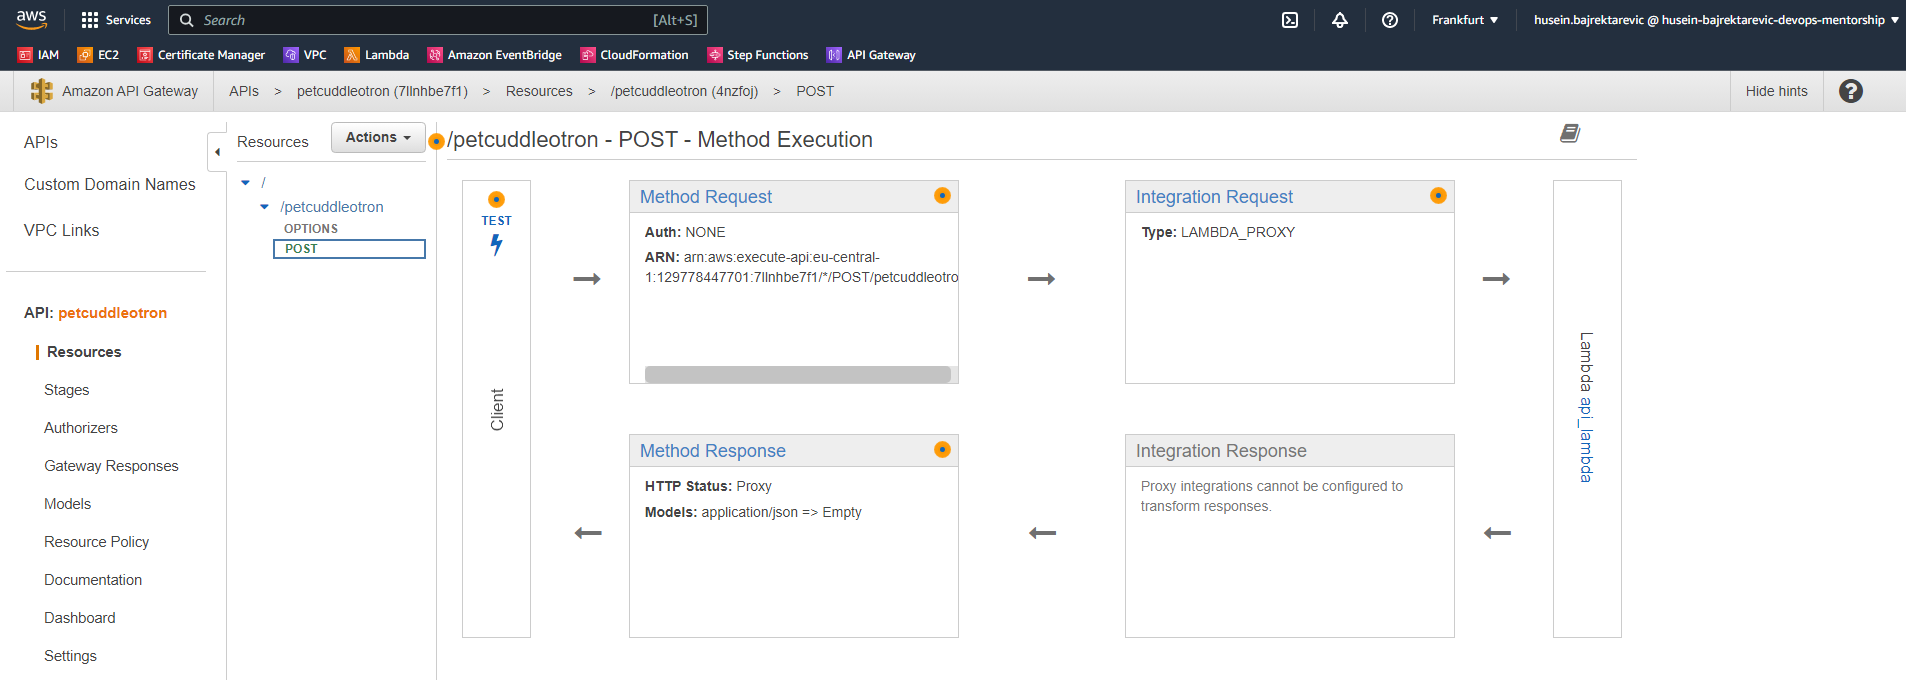 aws
Services
Search
[Alt+S]
Frankfurt
husein.bajrektarevic @ husein-bajrektarevic-devops-mentorship
IAM
EC2
Certificate Manager
VPC
Lambda
Amazon EventBridge
CloudFormation
Step Functions
API Gateway
Amazon API Gateway
APIs > petcuddleotron (7llnhbe7f1) > Resources > /petcuddleotron (4nzfoj) > POST
Hide hints
APIs
Custom Domain Names
VPC Links
API: petcuddleotron
Resources
Stages
Authorizers
Gateway Responses
Models
Resource Policy
Documentation
Dashboard
Settings
Resources
Actions
/
/petcuddleotron
OPTIONS
POST
/petcuddleotron - POST - Method Execution
TEST
Client
Method Request
Auth: NONE
ARN: arn:aws:execute-api:eu-central-
1:129778447701:7llnhbe7f1/*/POST/petcuddleotro
Integration Request
Type: LAMBDA_PROXY
Lambda api_lambda
Method Response
HTTP Status: Proxy
Models: application/json => Empty
Integration Response
Proxy integrations cannot be configured to
transform responses.